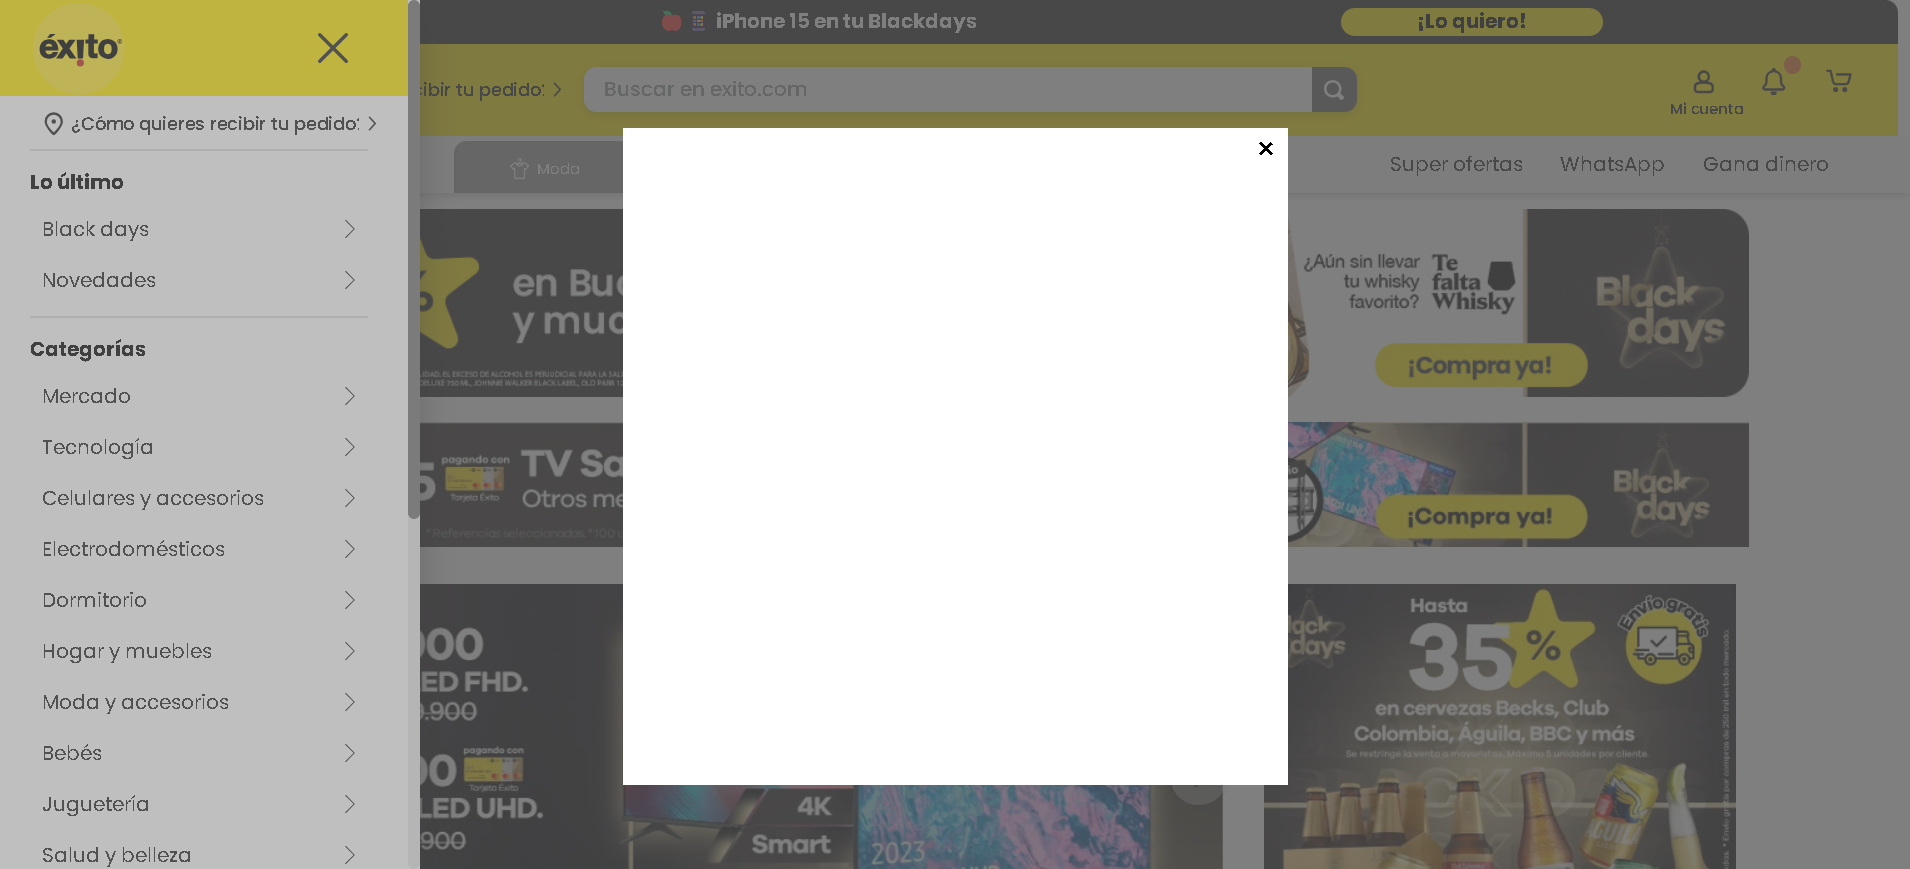 éxito
¿Cómo quieres recibir tu pedido?
Lo último
Black days
Novedades
Categorías
Mercado
Tecnología
Celulares y accesorios
Electrodomésticos
Dormitorio
Hogar y muebles
Moda y accesorios
Bebés
Juguetería
Salud y belleza
iPhone 15 en tu Blackdays
¡Lo quiero!
cibir tu pedido?
Buscar en exito.com
Mi cuenta
Moda
Super ofertas
WhatsApp
Gana dinero
en Buc
y muc
¿Aún sin llevar
tu whisky
favorito?
Te
falta
Whisky
Black
days
¡Compra ya!
5
pagando con
Tarjeta Éxito
TV Sa
Otros me
* Referencias seleccionadas. * 100 u
Black
days
¡Compra ya!
000
ED FHD.
9.900
pagando con
Tarjeta Éxito
00
LED UHD.
900
4K
Smart
2023
Black
days
Hasta
35%
Envío gratis
en cervezas Becks, Club
Colombia, Águila, BBC y más
Se restringe la venta a mayoristas. Máximo 5 unidades por cliente.